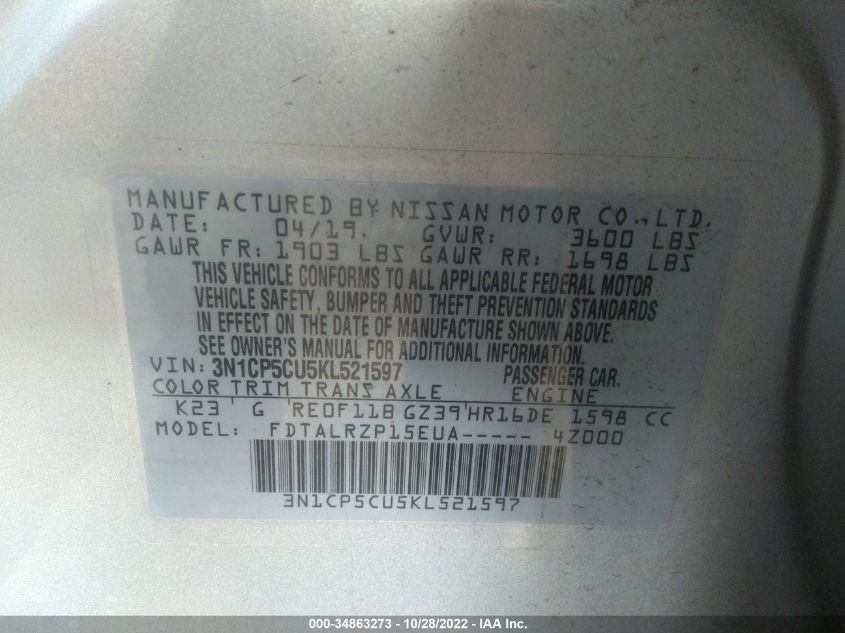 MANUFACTURED BY NISSAN MOTOR CO., LTD.
DATE: 04/19. GVWR: 3600 LBS
GAWR FR: 1903 LBS GAWR RR: 1698 LBS
THIS VEHICLE CONFORMS TO ALL APPLICABLE FEDERAL MOTOR
VEHICLE SAFETY, BUMPER AND THEFT PREVENTION STANDARDS
IN EFFECT ON THE DATE OF MANUFACTURE SHOWN ABOVE.
SEE OWNER'S MANUAL FOR ADDITIONAL INFORMATION.
VIN: 3N1CP5CU5KL521597 PASSENGER CAR.
COLOR TRIM TRANS AXLE ENGINE
K23 ' G 'RE0F11B GZ39'HR16DE 1598 CC
MODEL: FDTALRZP15EUA----- 4Z000
3N1CP5CU5KL521597
000-34863273 - 10/28/2022 - IAA Inc.